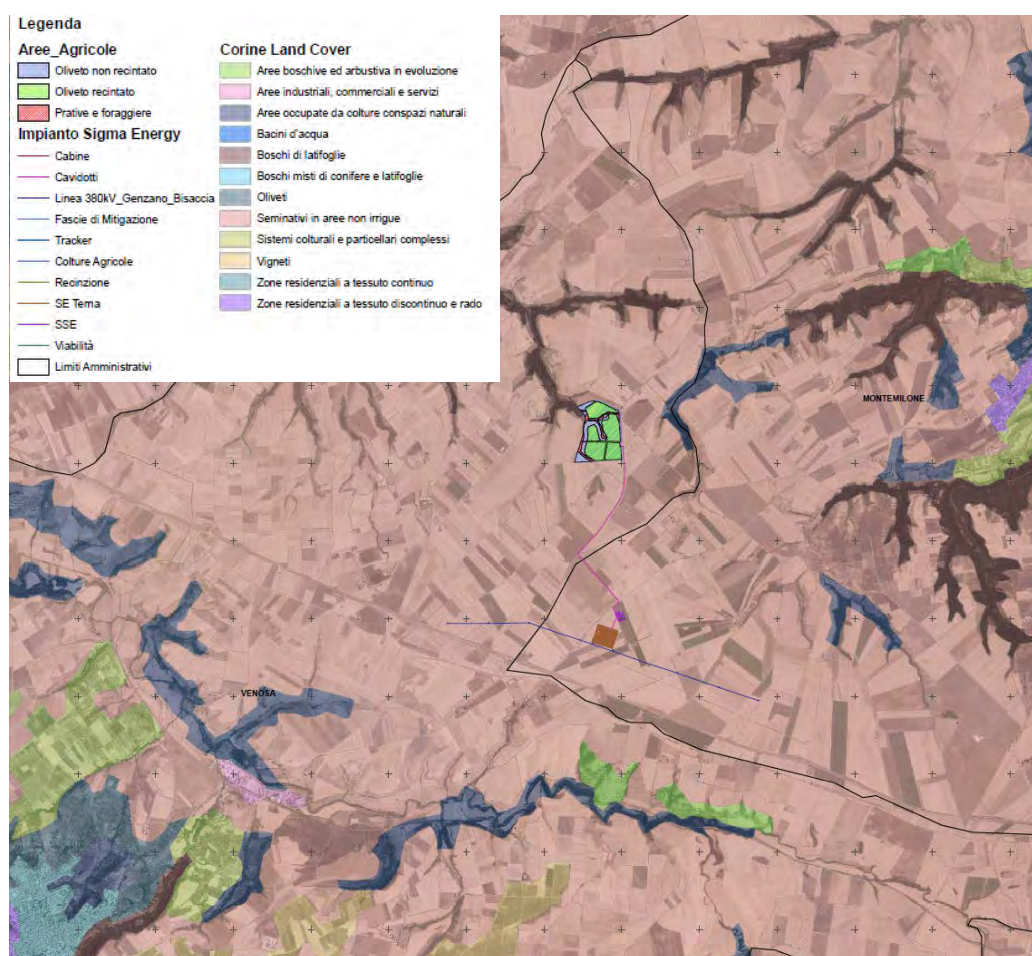 Legenda
Aree_Agricole
Oliveto non recintato
Oliveto recintato
Prative e foraggiere
Impianto Sigma Energy
Cabine
Cavidotti
Linea 380kV_Genzano_Bisaccia
Fascie di Mitigazione
Tracker
Colture Agricole
Recinzione
SE Terna
SSE
Viabilità
Limiti Amministrativi
Corine Land Cover
Aree boschive ed arbustiva in evoluzione
Aree industriali, commerciali e servizi
Aree occupate da colture conspazi naturali
Bacini d'acqua
Boschi di latifoglie
Boschi misti di conifere e latifoglie
Oliveti
Seminativi in aree non irrigue
Sistemi colturali e particellari complessi
Vigneti
Zone residenziali a tessuto continuo
Zone residenziali a tessuto discontinuo e rado
MONTEMILONE
VENOSA